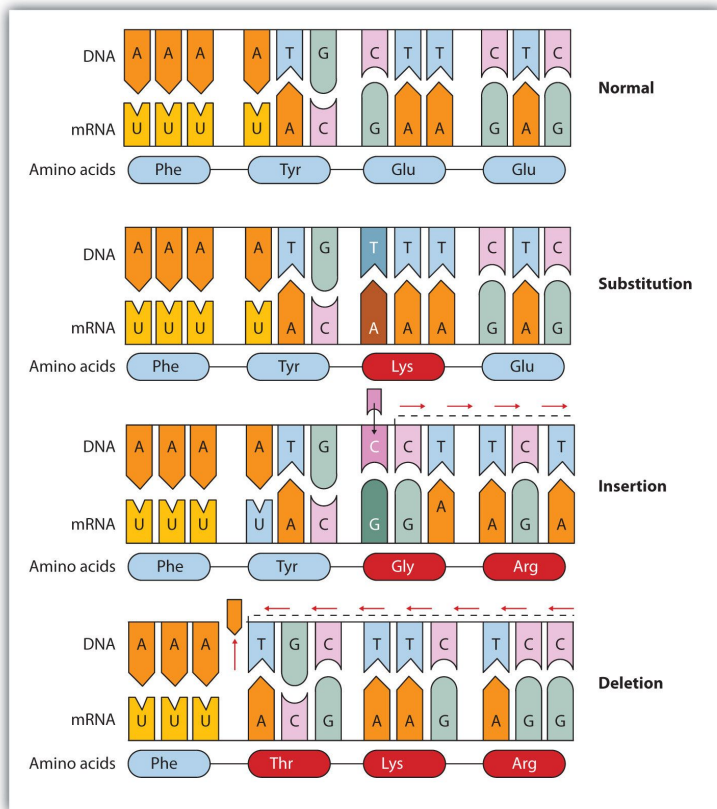 DNA A A A A T G C T T C T C
Normal
mRNA U U U U A C G A A G A G
Amino acids Phe Tyr Glu Glu
DNA A A A A T G T T T C T C
Substitution
mRNA U U U U A C A A A G A G
Amino acids Phe Tyr Lys Glu
DNA A A A A T G C C T T C T
Insertion
mRNA U U U U A C G G A A G A
Amino acids Phe Tyr Gly Arg
DNA A A A T G C T T C T C C
Deletion
mRNA U U U A C G A A G A G G
Amino acids Phe Thr Lys Arg